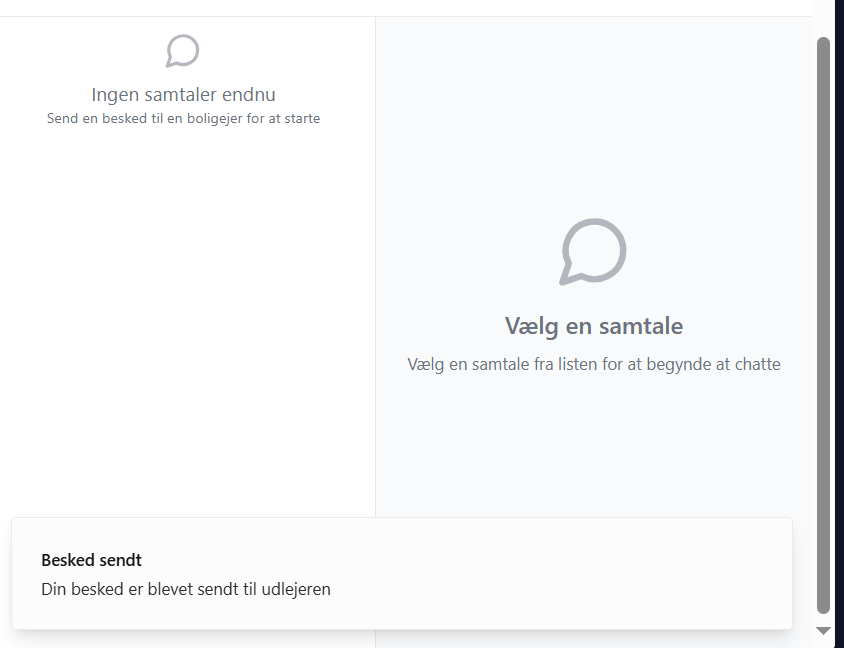 Ingen samtaler endnu
Send en besked til en boligejer for at starte
Vælg en samtale
Vælg en samtale fra listen for at begynde at chatte
Besked sendt
Din besked er blevet sendt til udlejeren